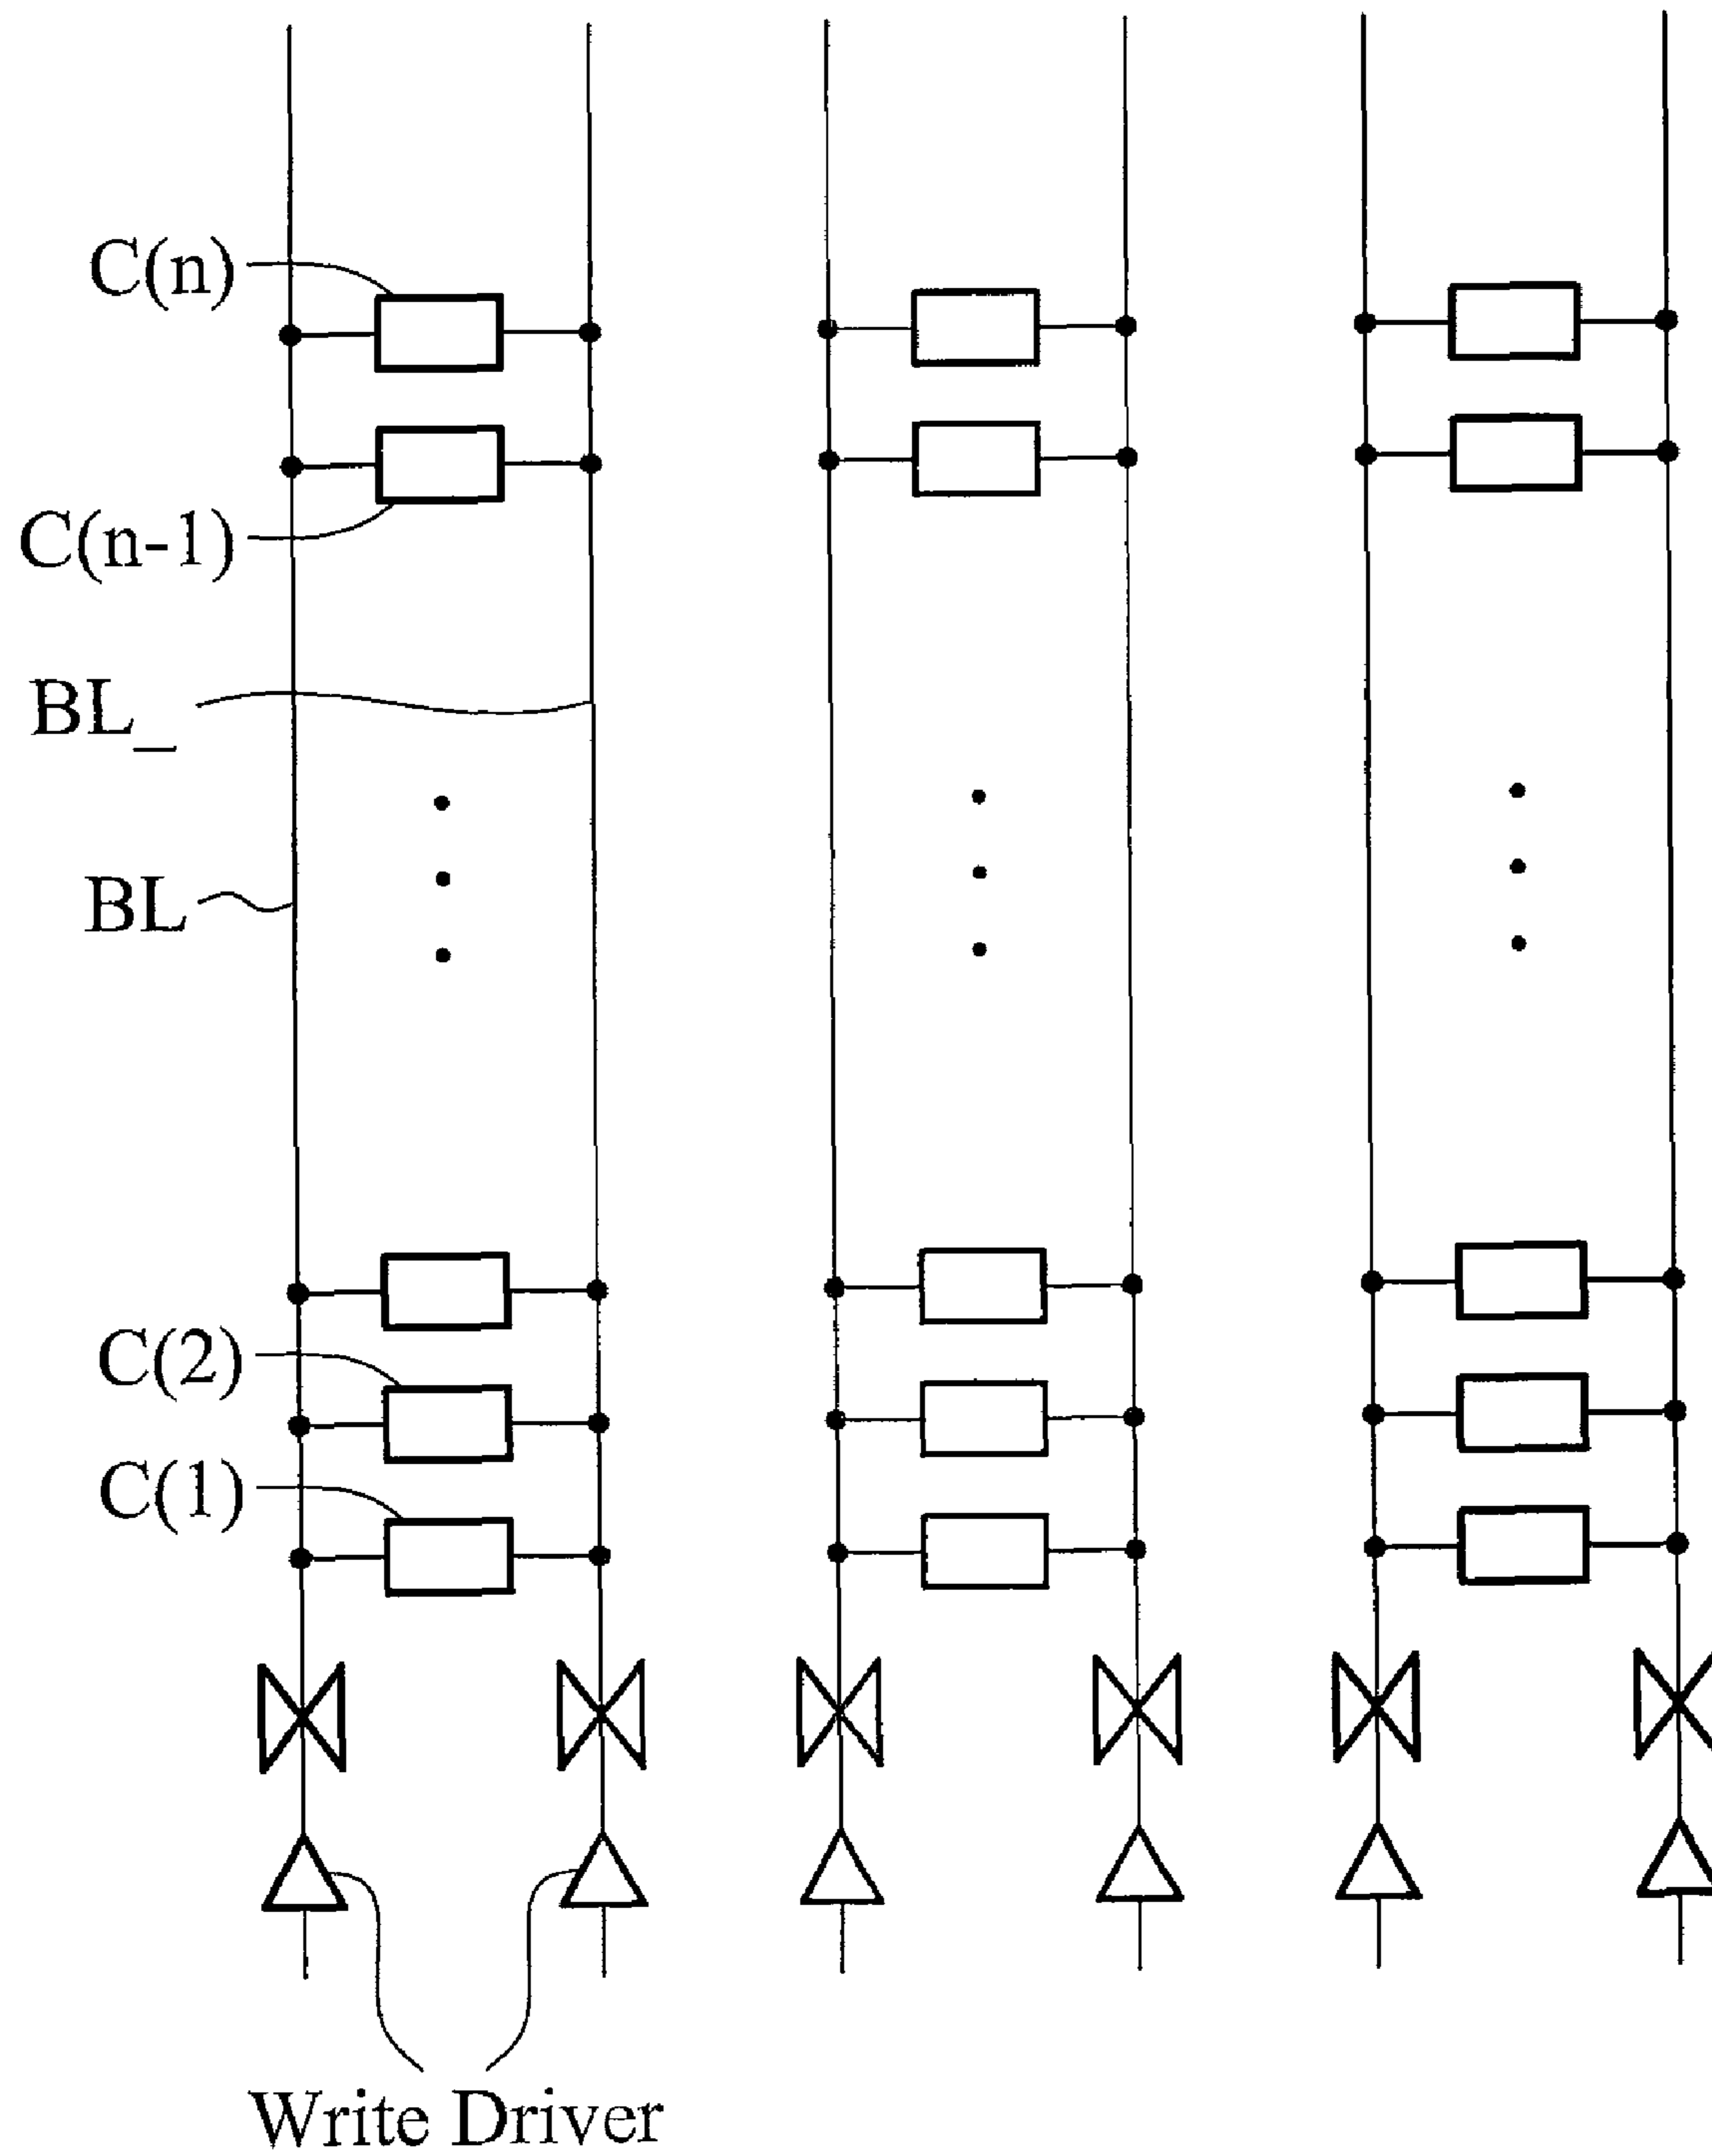 C(n)
C(n-1)
BL_
BL
C(2)
C(1)
Write Driver